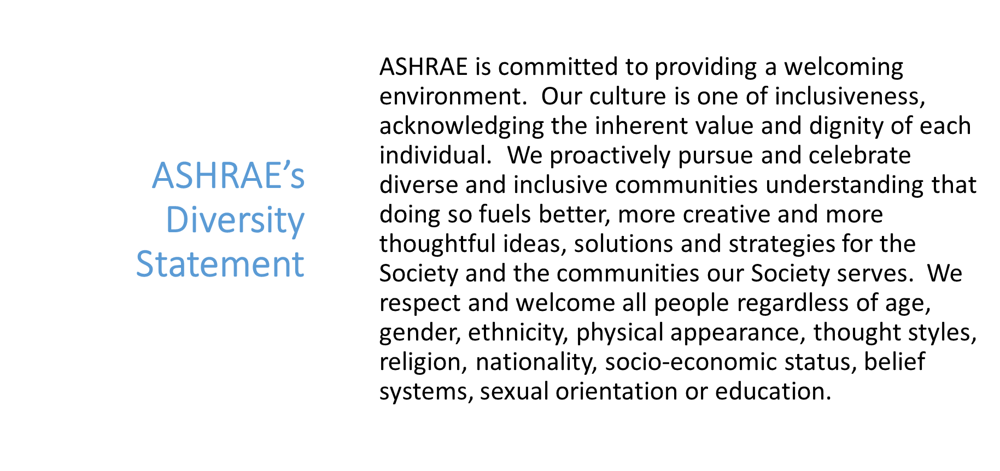 ASHRAE’s
Diversity
Statement
ASHRAE is committed to providing a welcoming
environment.  Our culture is one of inclusiveness,
acknowledging the inherent value and dignity of each
individual.  We proactively pursue and celebrate
diverse and inclusive communities understanding that
doing so fuels better, more creative and more
thoughtful ideas, solutions and strategies for the
Society and the communities our Society serves.  We
respect and welcome all people regardless of age,
gender, ethnicity, physical appearance, thought styles,
religion, nationality, socio-economic status, belief
systems, sexual orientation or education.